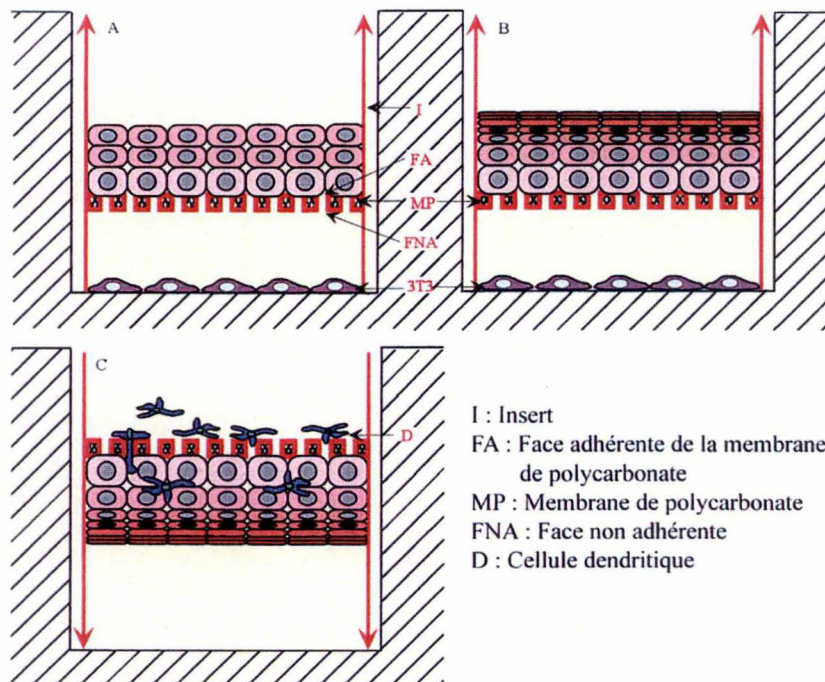 A
B
I
FA
MP
FNA
3T3
C
D
I : Insert
FA : Face adhérente de la membrane
de polycarbonate
MP : Membrane de polycarbonate
FNA : Face non adhérente
D : Cellule dendritique